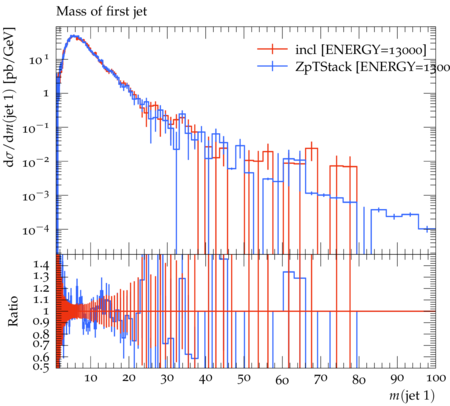 Mass of first jet
dσ/dm(jet 1) [pb/GeV]
incl [ENERGY=13000]
ZpTStack [ENERGY=1300
10^1
1
10^−1
10^−2
10^−3
10^−4
Ratio
1.4
1.3
1.2
1.1
1
0.9
0.8
0.7
0.6
0.5
10 20 30 40 50 60 70 80 90 100
m(jet 1)